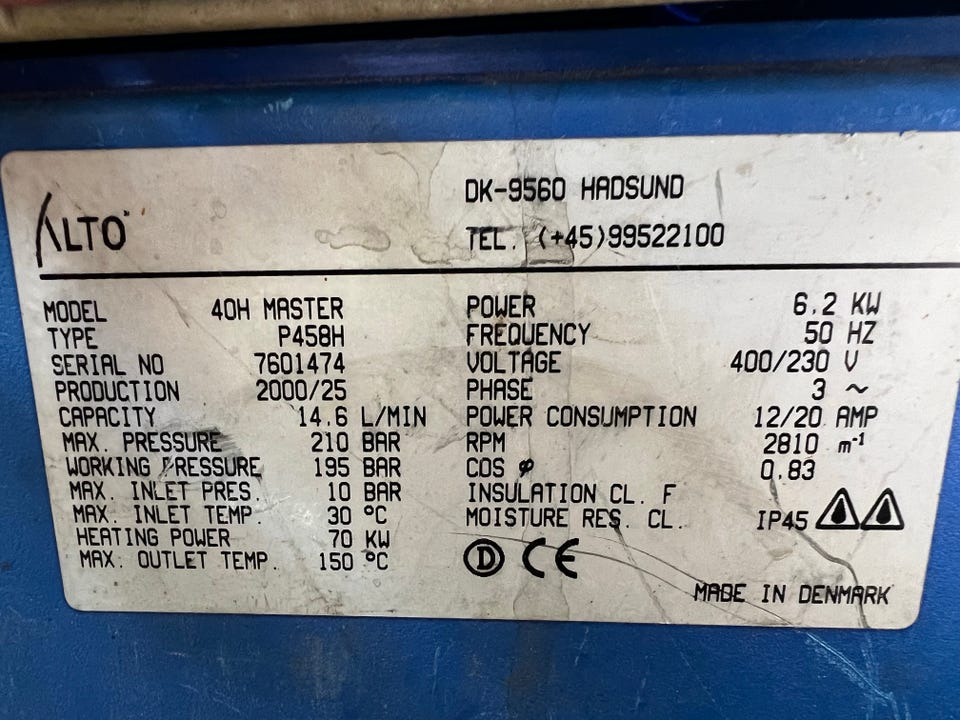 ALTO
DK-9560 HADSUND
TEL. (+45)99522100
MODEL 40H MASTER
TYPE P458H
SERIAL NO 7601474
PRODUCTION 2000/25
CAPACITY 14.6 L/MIN
MAX. PRESSURE 210 BAR
WORKING PRESSURE 195 BAR
MAX. INLET PRES. 10 BAR
MAX. INLET TEMP. 30 °C
HEATING POWER 70 KW
MAX. OUTLET TEMP. 150 °C
POWER 6.2 KW
FREQUENCY 50 HZ
VOLTAGE 400/230 V
PHASE 3 ~
POWER CONSUMPTION 12/20 AMP
RPM 2810 m⁻¹
COS φ 0,83
INSULATION CL. F
MOISTURE RES. CL. IP45
D CE
MADE IN DENMARK